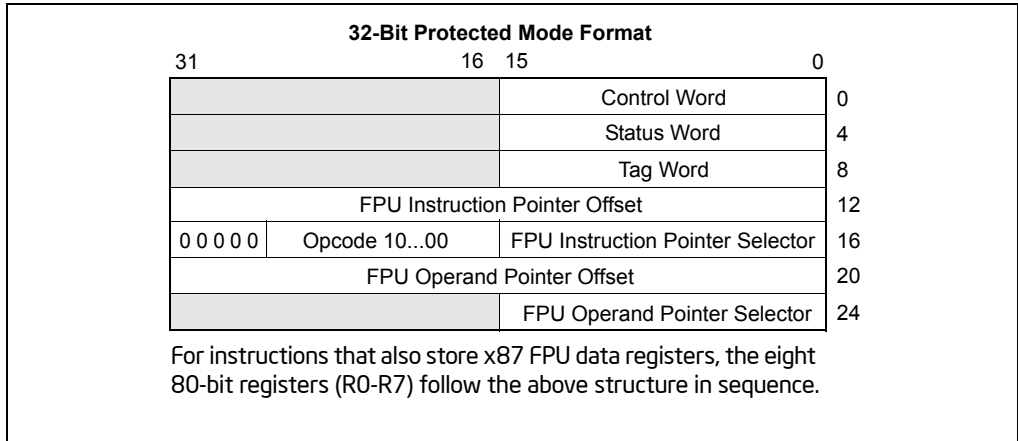 32-Bit Protected Mode Format
31 16 15 0
Control Word 0
Status Word 4
Tag Word 8
FPU Instruction Pointer Offset 12
0 0 0 0 0 Opcode 10...00 FPU Instruction Pointer Selector 16
FPU Operand Pointer Offset 20
FPU Operand Pointer Selector 24
For instructions that also store x87 FPU data registers, the eight
80-bit registers (R0-R7) follow the above structure in sequence.